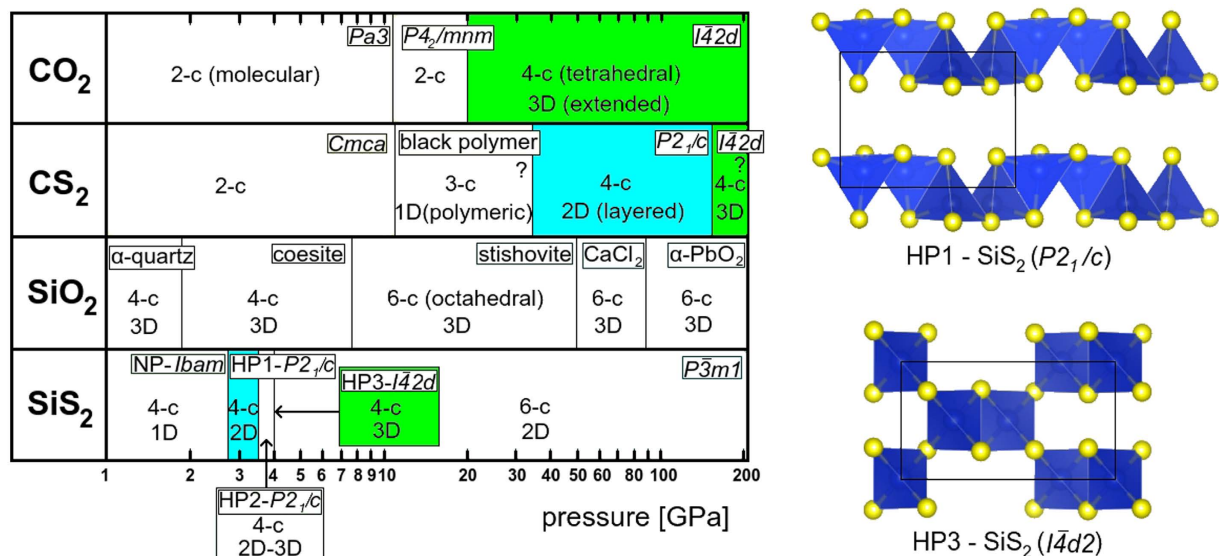 CO₂
Pa3
P4₂/mnm
I4̄2d
2-c (molecular)
2-c
4-c (tetrahedral)
3D (extended)
CS₂
Cmca
black polymer
?
P2₁/c
I4̄2d
?
2-c
3-c
1D(polymeric)
4-c
2D (layered)
4-c
3D
SiO₂
α-quartz
coesite
stishovite
CaCl₂
α-PbO₂
4-c
3D
4-c
3D
6-c (octahedral)
3D
6-c
3D
6-c
3D
SiS₂
NP-Ibam
HP1-P2₁/c
HP3-I4̄2d
P3̄m1
4-c
1D
4-c
2D
4-c
3D
6-c
2D
1 2 3 4 5 6 7 8 9 10 20 30 40 50 60 100 200
HP2-P2₁/c
4-c
2D-3D
pressure [GPa]
HP1 - SiS₂ (P2₁/c)
HP3 - SiS₂ (I4̄d2)